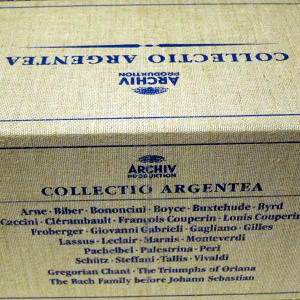 COLLECTIO ARGENTEA
ARCHIV
PRODUKTION
ARCHIV
PRODUKTION
COLLECTIO ARGENTEA
Arne · Biber · Bononcini · Boyce · Buxtehude · Byrd
Caccini · Clérambault · François Couperin · Louis Couperin
Froberger · Giovanni Gabrieli · Gagliano · Gilles
Lassus · Leclair · Marais · Monteverdi
Pachelbel · Palestrina · Peri
Schütz · Steffani · Tallis · Vivaldi
Gregorian Chant · The Triumphs of Oriana
The Bach Family before Johann Sebastian